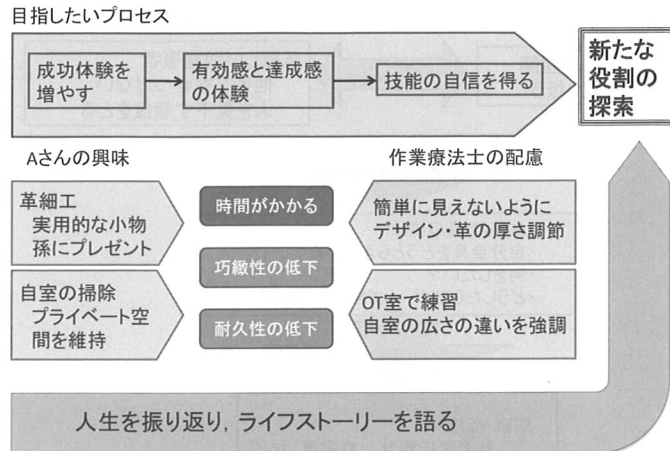 目指したいプロセス
成功体験を
増やす
有効感と達成感
の体験
技能の自信を得る
新たな
役割の
探索
Aさんの興味
作業療法士の配慮
革細工
実用的な小物
孫にプレゼント
時間がかかる
簡単に見えないように
デザイン・革の厚さ調節
巧緻性の低下
自室の掃除
プライベート空
間を維持
耐久性の低下
OT室で練習
自室の広さの違いを強調
人生を振り返り，ライフストーリーを語る